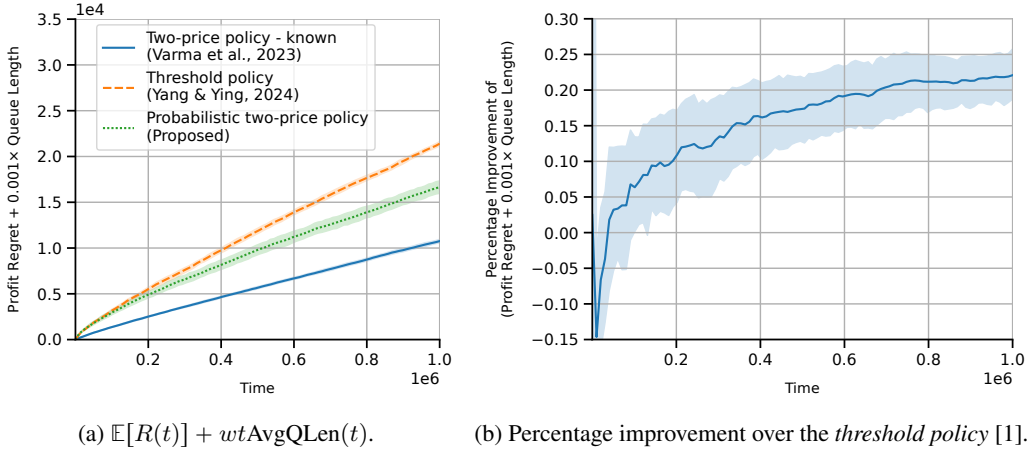 1e4
3.5
3.0
2.5
2.0
1.5
1.0
0.5
0.0
Profit Regret + 0.001× Queue Length
Two-price policy - known
(Varma et al., 2023)
Threshold policy
(Yang & Ying, 2024)
Probabilistic two-price policy
(Proposed)
0.2 0.4 0.6 0.8 1.0
1e6
Time
(a) 𝔼[R(t)] + wtAvgQLen(t).
0.30
0.25
0.20
0.15
0.10
0.05
0.00
−0.05
−0.10
−0.15
Percentage Improvement of
(Profit Regret + 0.001× Queue Length)
0.2 0.4 0.6 0.8 1.0
1e6
Time
(b) Percentage improvement over the threshold policy [1].